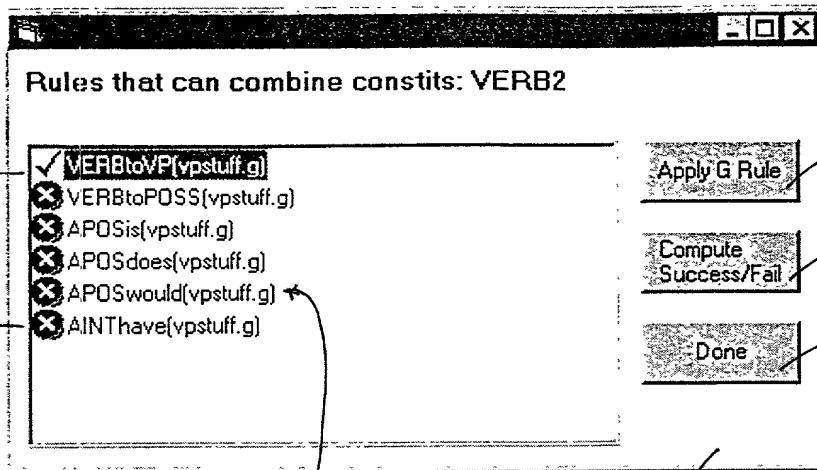 Rules that can combine constits: VERB2
VERBtoVP(vpstuff.g)
VERBtoPOSS(vpstuff.g)
APOSis(vpstuff.g)
APOSdoes(vpstuff.g)
APOSwould(vpstuff.g)
AINThave(vpstuff.g)
Apply G Rule
Compute
Success/Fail
Done